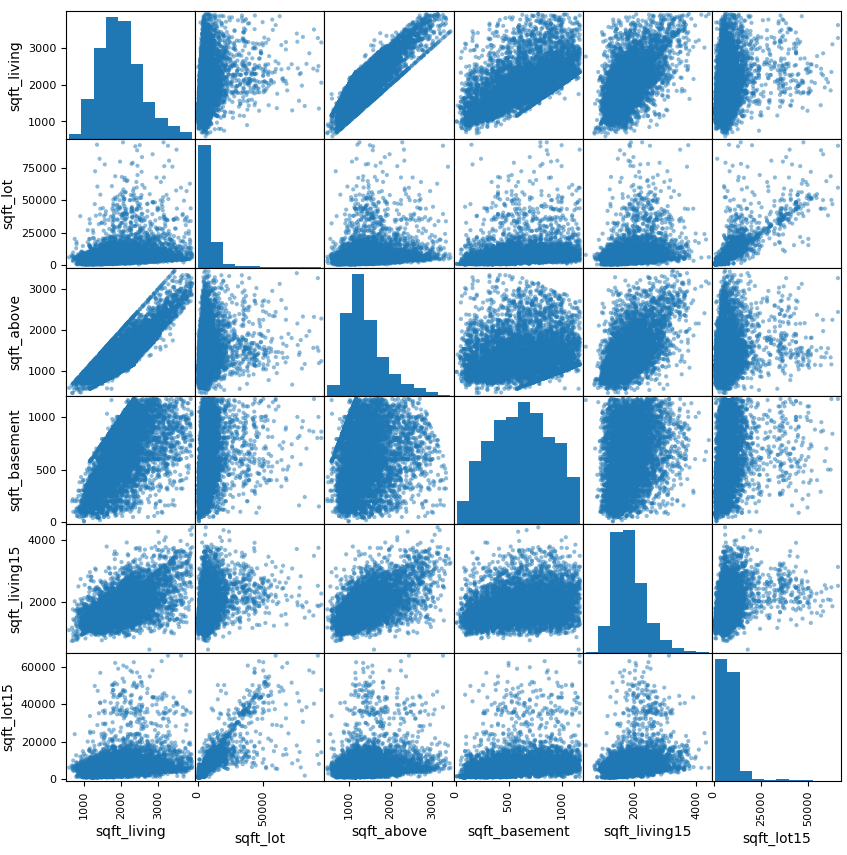 sqft_living
3000
2000
1000
sqft_lot
75000
50000
25000
0
sqft_above
3000
2000
1000
sqft_basement
1000
500
0
sqft_living15
4000
2000
sqft_lot15
60000
40000
20000
0
1000 2000 3000 0 50000 1000 2000 3000 0 500 1000 2000 4000 0 25000 50000
sqft_living sqft_lot sqft_above sqft_basement sqft_living15 sqft_lot15